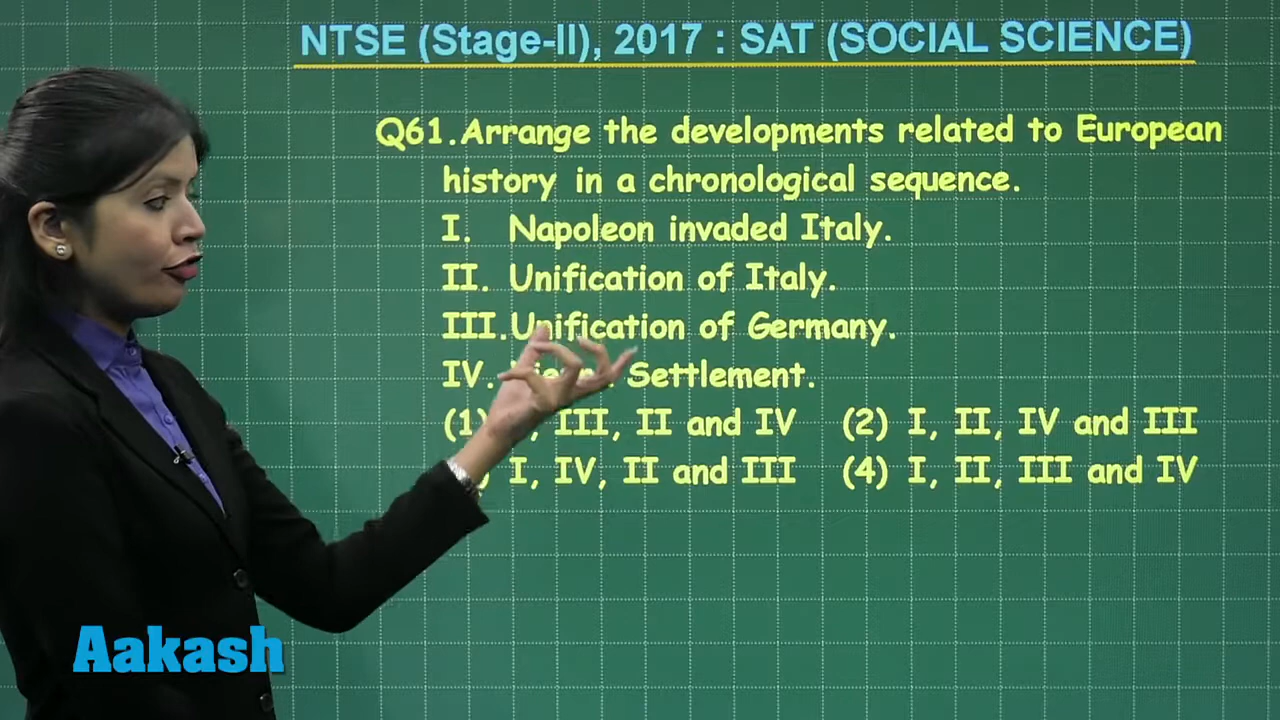 NTSE (Stage-II), 2017 : SAT (SOCIAL SCIENCE)
Q61.Arrange the developments related to European
history in a chronological sequence.
I. Napoleon invaded Italy.
II. Unification of Italy.
III.Unification of Germany.
IV. Settlement.
(1) III, II and IV (2) I, II, IV and III
I, IV, II and III (4) I, II, III and IV
Aakash